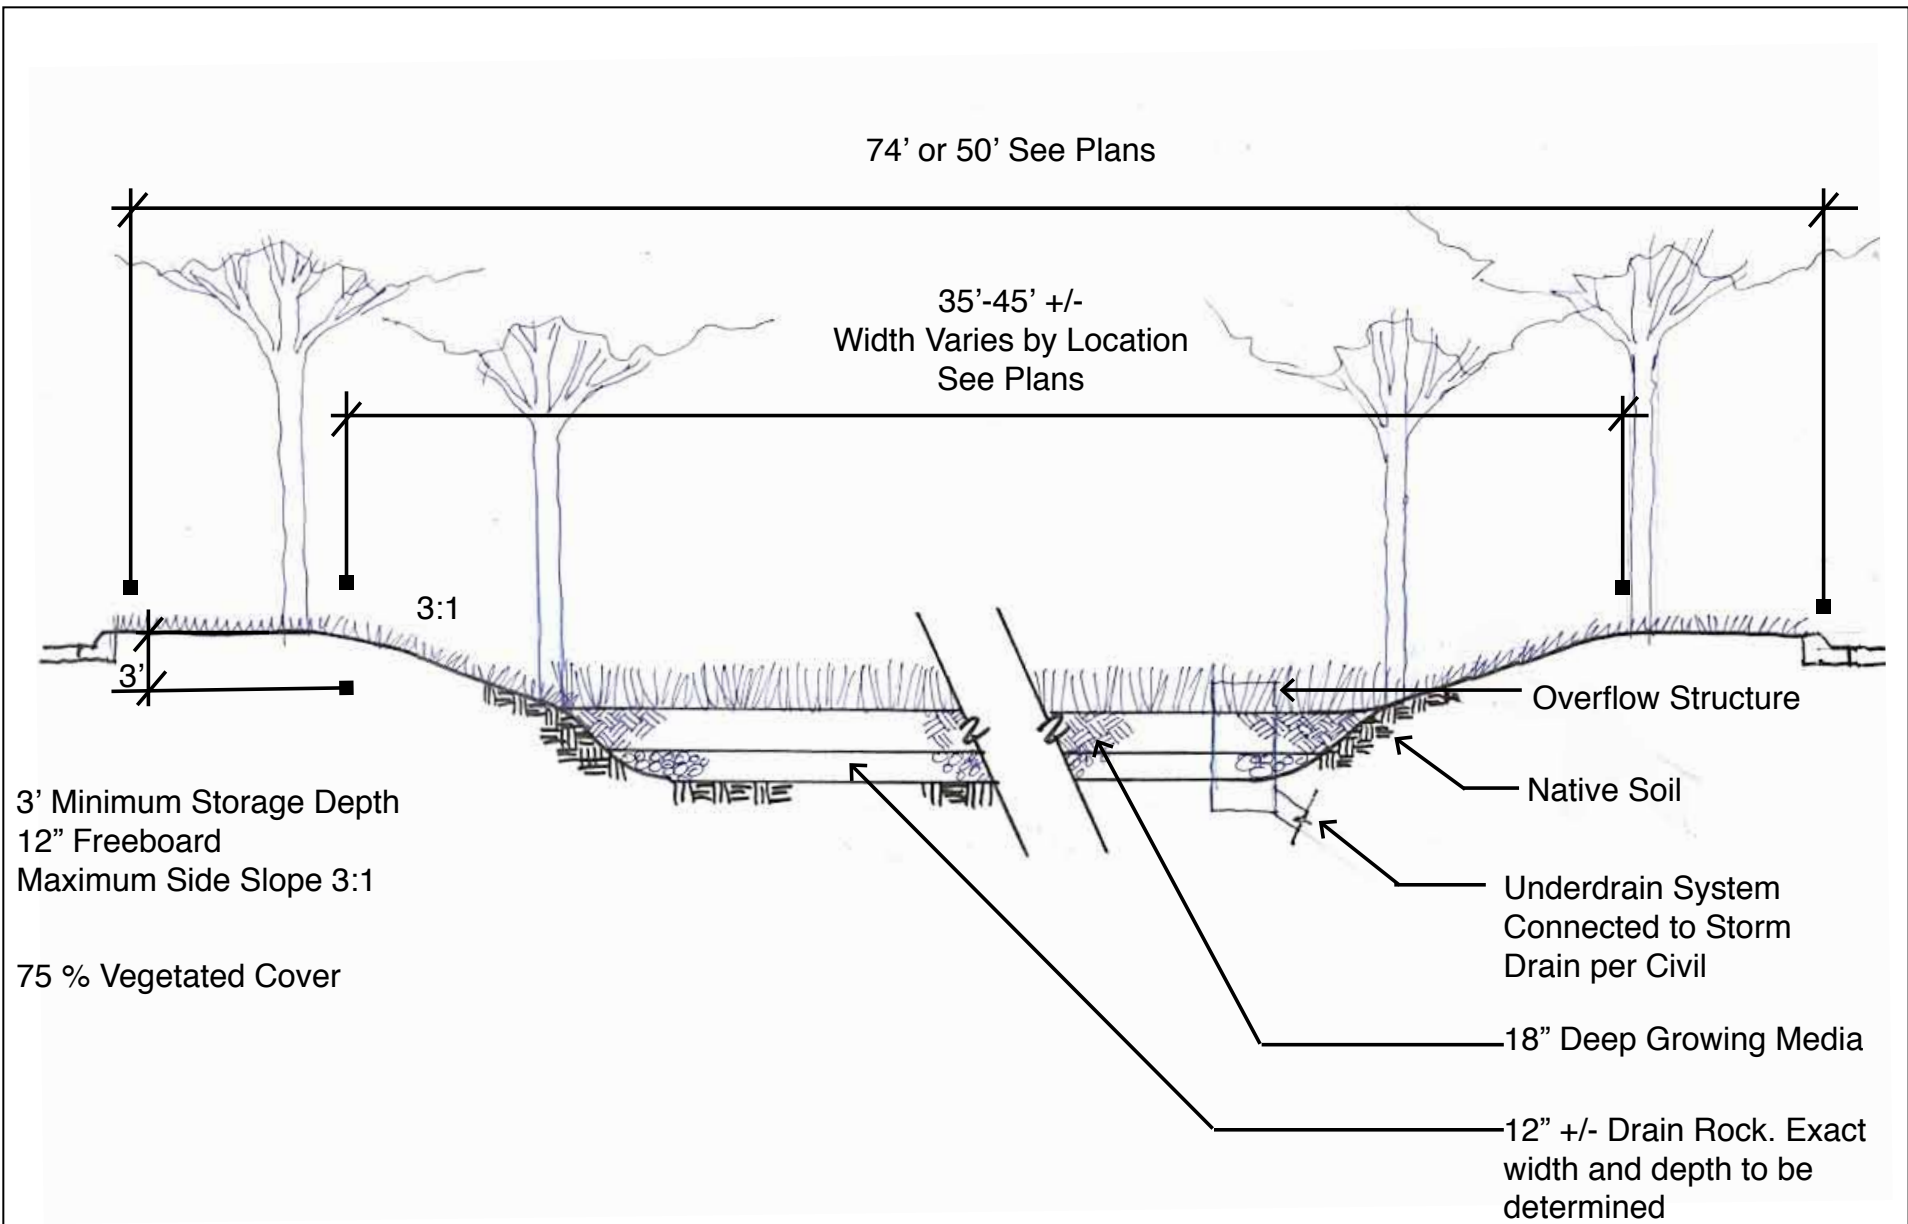 74’ or 50’ See Plans
35’-45’ +/-
Width Varies by Location
See Plans
3:1
3’
Overflow Structure
Native Soil
3’ Minimum Storage Depth
12” Freeboard
Maximum Side Slope 3:1
75 % Vegetated Cover
Underdrain System
Connected to Storm
Drain per Civil
18” Deep Growing Media
12” +/- Drain Rock. Exact
width and depth to be
determined